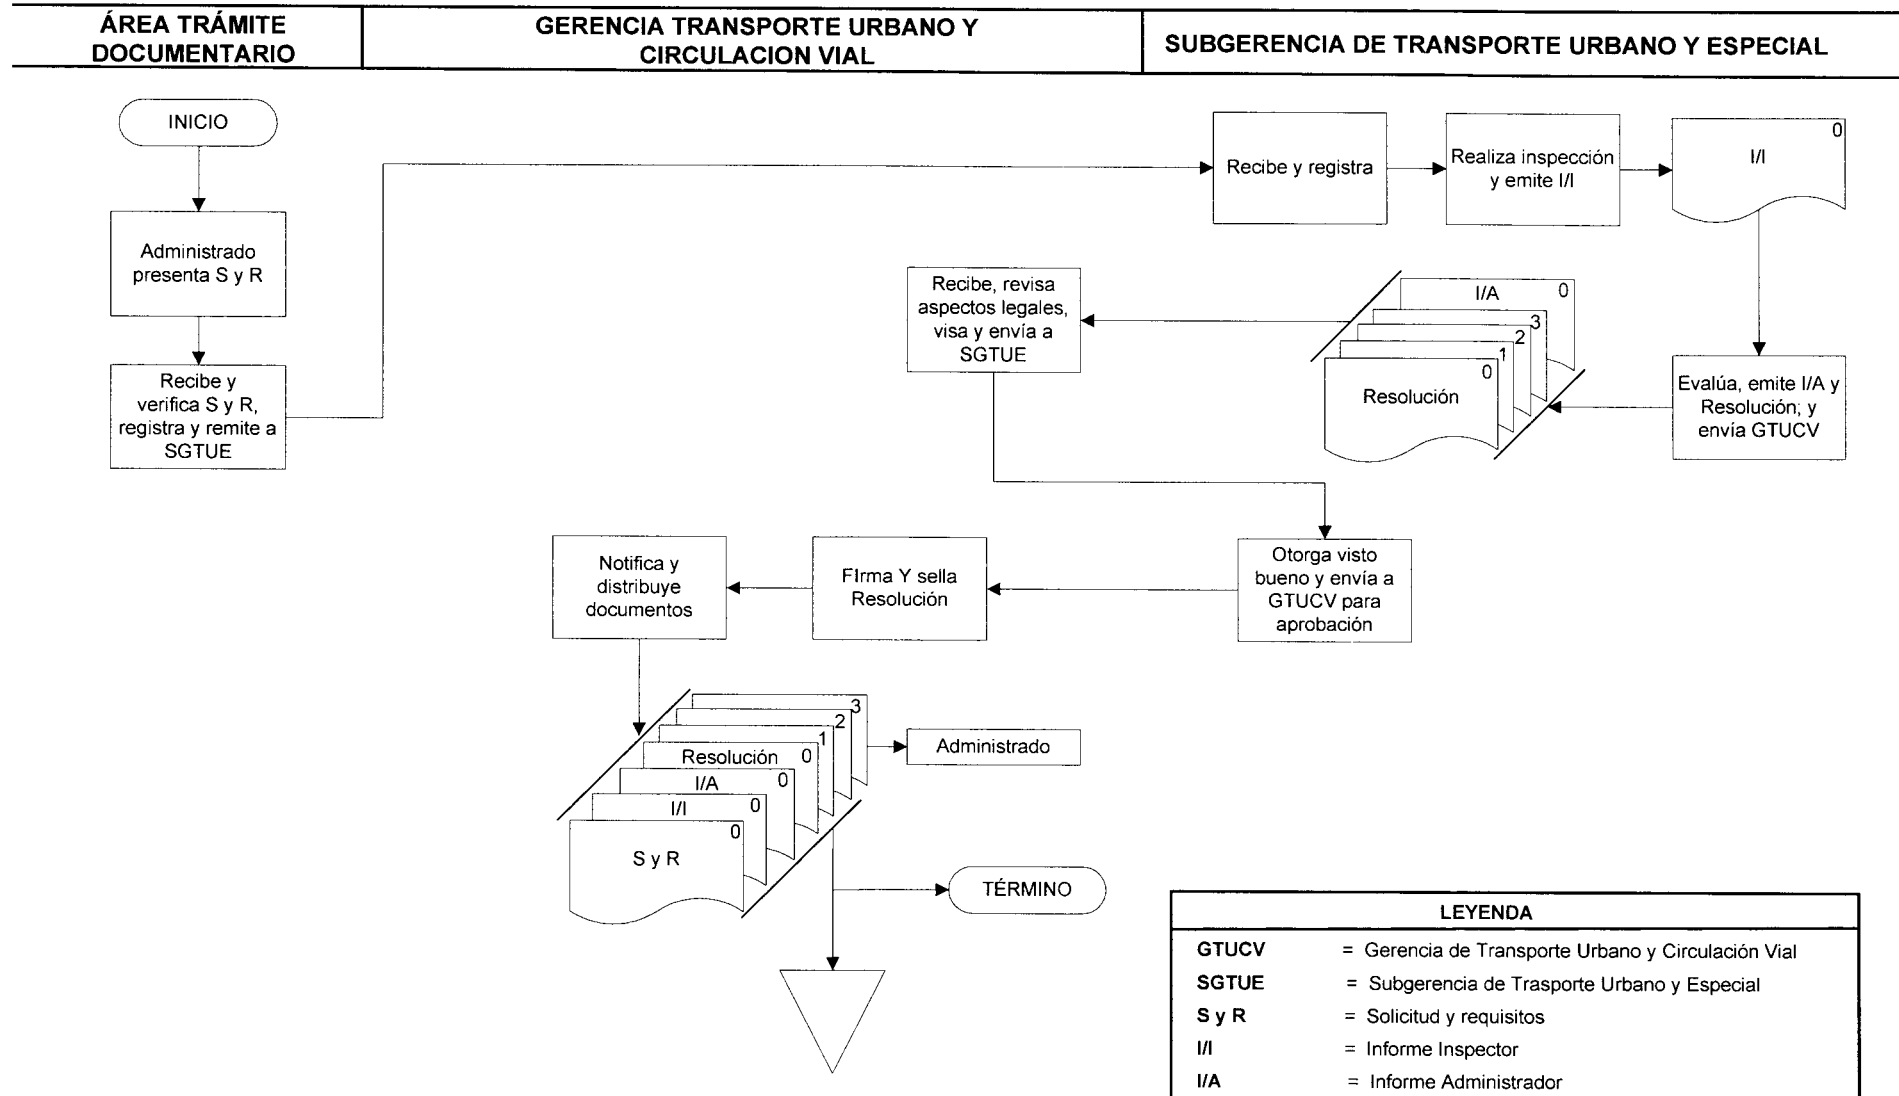 ÁREA TRÁMITE
DOCUMENTARIO
GERENCIA TRANSPORTE URBANO Y
CIRCULACION VIAL
SUBGERENCIA DE TRANSPORTE URBANO Y ESPECIAL
INICIO
Administrado
presenta S y R
Recibe y
verifica S y R,
registra y remite a
SGTUE
Recibe y registra
Realiza inspección
y emite I/I
0
I/I
Evalúa, emite I/A y
Resolución; y
envía GTUCV
I/A 0
3
2
1
0
Resolución
Recibe, revisa
aspectos legales,
visa y envía a
SGTUE
Otorga visto
bueno y envía a
GTUCV para
aprobación
FIrma Y sella
Resolución
Notifica y
distribuye
documentos
3
2
1
Resolución 0
I/A 0
I/I 0
0
S y R
Administrado
TÉRMINO
LEYENDA
GTUCV = Gerencia de Transporte Urbano y Circulación Vial
SGTUE = Subgerencia de Trasporte Urbano y Especial
S y R = Solicitud y requisitos
I/I = Informe Inspector
I/A = Informe Administrador